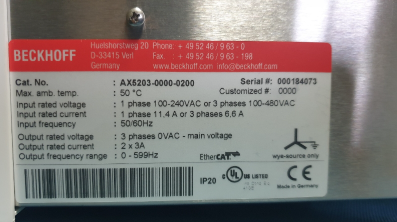 BECKHOFF
Huelshorstweg 20 Phone. + 49 52 46 / 9 63 - 0
D-33415 Verl Fax. + 49 52 46 / 9 63 - 198
Germany www.beckhoff.com info@beckhoff.com
Cat. No. : AX5203-0000-0200 Serial #: 000184073
Max. amb. temp. : 50 °C Customized #: 0000
Input rated voltage : 1 phase 100-240VAC or 3 phases 100-480VAC
Input rated current : 1 phase 11,4 A or 3 phases 6,6 A
Input frequency : 50/60Hz
Output rated voltage : 3 phases 0VAC - main voltage
Output rated current : 2 x 3A
Output frequency range : 0 - 599Hz
EtherCAT
wye-source only
IP20 c UL US LISTED
CE Made in Germany